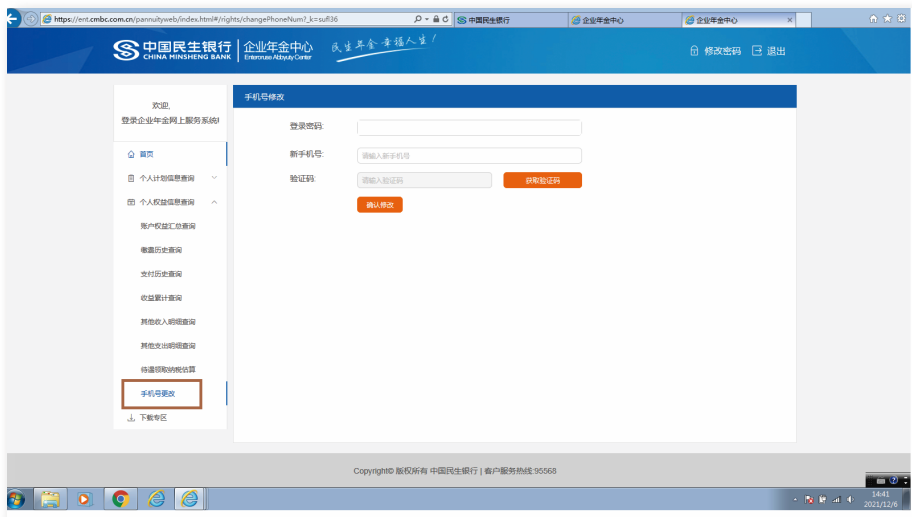 https://ent.cmbc.com.cn/pannuityweb/index.html#/rights/changePhoneNum?_k=sufl36
中国民生银行
企业年金中心
企业年金中心
中国民生银行
CHINA MINSHENG BANK
企业年金中心
民生年金 幸福人生!
修改密码
退出
欢迎,
登录企业年金网上服务系统!
首页
个人计划信息查询
个人权益信息查询
账户权益汇总查询
缴费历史查询
支付历史查询
收益累计查询
其他收入明细查询
其他支出明细查询
待遇领取纳税估算
手机号更改
下载专区
手机号修改
登录密码:
新手机号:
请输入新手机号
验证码:
请输入验证码
获取验证码
确认修改
Copyright© 版权所有 中国民生银行 | 客户服务热线:95568
14:41
2021/12/6